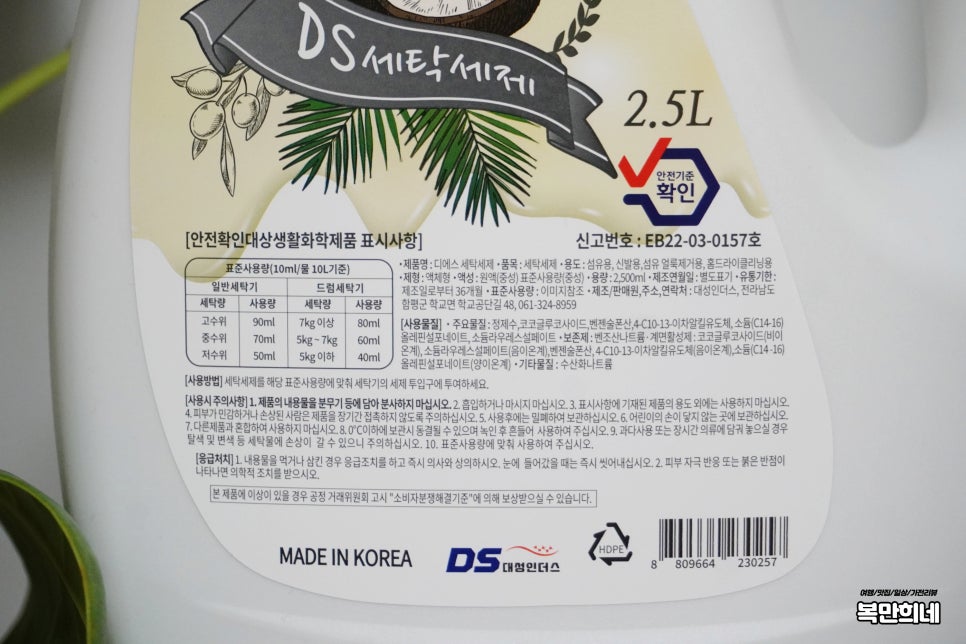 DS세탁세제
2.5L
안전기준
확인
[안전확인대상생활화학제품 표시사항]
신고번호 : EB22-03-0157호
표준사용량(10ml/물 10L기준)
일반세탁기 드럼세탁기
세탁량 사용량 세탁량 사용량
고수위 90ml 7kg 이상 80ml
중수위 70ml 5kg ~ 7kg 60ml
저수위 50ml 5kg 이하 40ml
•제품명 : 디에스 세탁세제 •품목 : 세탁세제 •용도 : 섬유용, 신발용,섬유 얼룩제거용, 홈드라이클리닝용
•제형 : 액체형 •액성 : 원액(중성) 표준사용량(중성) •용량 : 2,500ml •제조연월일 : 별도표기 •유통기한 :
제조일로부터 36개월 •표준사용량 : 이미지참조 •제조/판매원,주소,연락처 : 대성인더스, 전라남도
함평군 학교면 학교공단길 48, 061-324-8959
[사용물질] •주요물질 : 정제수,코코글루코사이드,벤젠술폰산,4-C10-13-이차알킬유도체, 소듐(C14-16)
올레핀설포네이트, 소듐라우레스설페이트 •보존제 : 벤조산나트륨 •계면활성제 : 코코글루코사이드(비이
온계), 소듐라우레스설페이트(음이온계),벤젠술폰산, 4-C10-13-이차알킬유도체(음이온계),소듐(C14-16)
올레핀설포네이트(양이온계) •기타물질 : 수산화나트륨
[사용방법] 세탁세제를 해당 표준사용량에 맞춰 세탁기의 세제 투입구에 투여하세요.
[사용시 주의사항] 1. 제품의 내용물을 분무기 등에 담아 분사하지 마십시오. 2. 흡입하거나 마시지 마십시오. 3. 표시사항에 기재된 제품의 용도 외에는 사용하지 마십시오.
4. 피부가 민감하거나 손상된 사람은 제품을 장기간 접촉하지 않도록 주의하십시오. 5. 사용후에는 밀폐하여 보관하십시오. 6. 어린이의 손이 닿지 않는 곳에 보관하십시오.
7. 다른제품과 혼합하여 사용하지 마십시오. 8. 0℃이하에 보관시 동결될 수 있으며 녹인 후 흔들어 사용하여 주십시오. 9. 과다사용 또는 장시간 의류에 담궈 놓으실 경우
탈색 및 변색 등 세탁물에 손상이 갈 수 있으니 주의하십시오. 10. 표준사용량에 맞춰 사용하여 주십시오.
[응급처치] 1. 내용물을 먹거나 삼킨 경우 응급조치를 하고 즉시 의사와 상의하시오. 눈에 들어갔을 때는 즉시 씻어내십시오. 2. 피부 자극 반응 또는 붉은 반점이
나타나면 의학적 조치를 받으시오.
본 제품에 이상이 있을 경우 공정 거래위원회 고시 "소비자분쟁해결기준"에 의해 보상받으실 수 있습니다.
MADE IN KOREA
DS 대성인더스
HDPE
8 809664 230257
여행/맛집/일상/가전리뷰
복만희네